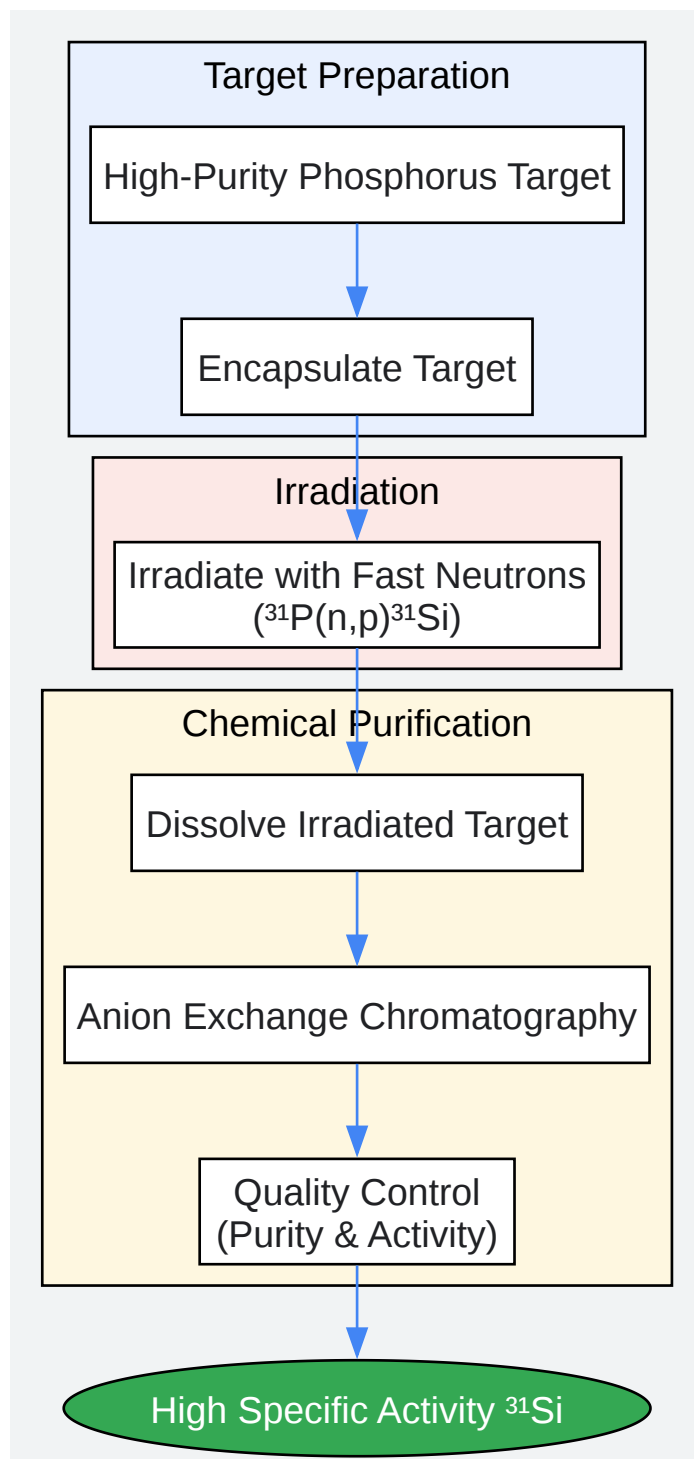 Target Preparation
High-Purity Phosphorus Target
Encapsulate Target
Irradiation
Irradiate with Fast Neutrons
(³¹P(n,p)³¹Si)
Chemical Purification
Dissolve Irradiated Target
Anion Exchange Chromatography
Quality Control
(Purity & Activity)
High Specific Activity ³¹Si